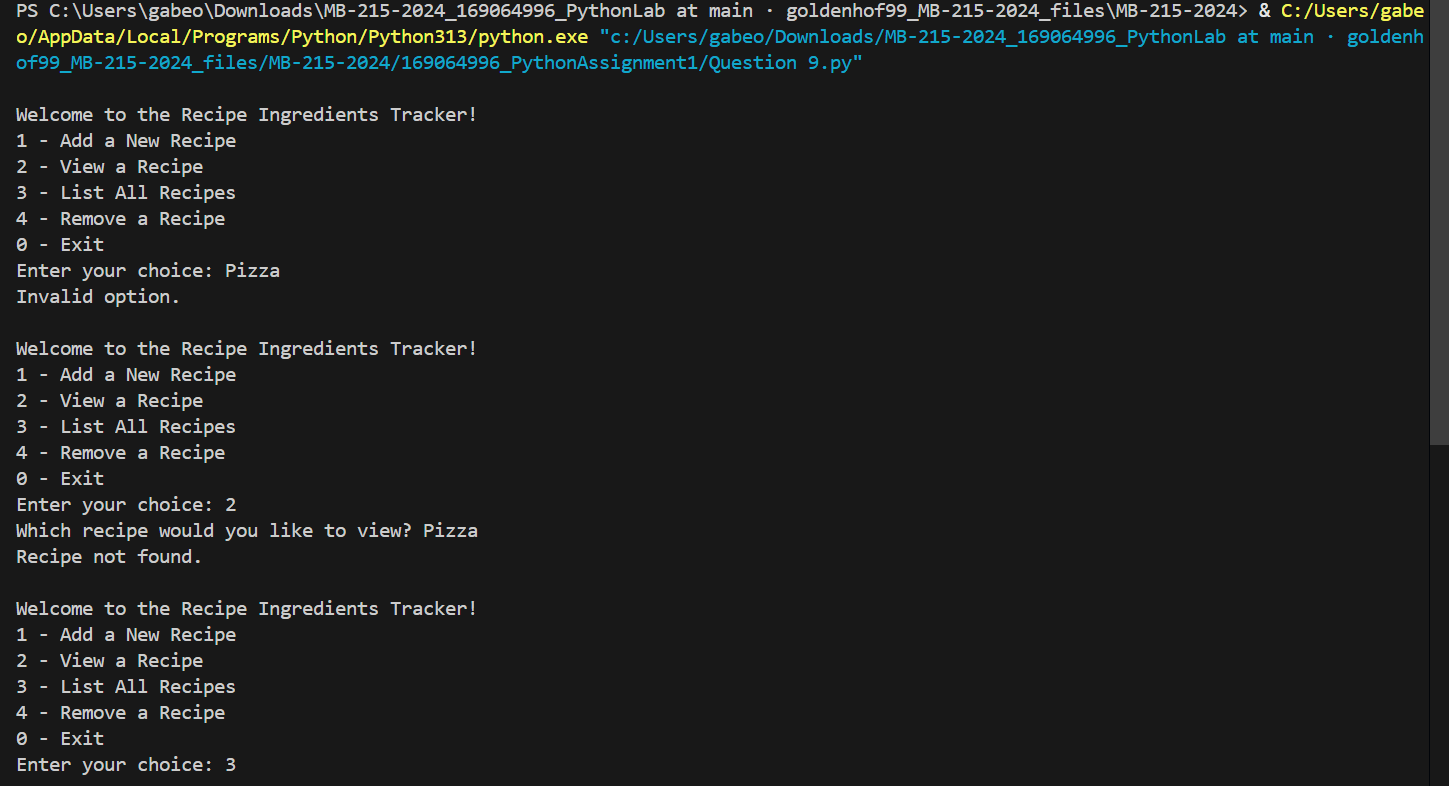 PS C:\Users\gabeo\Downloads\MB-215-2024_169064996_PythonLab at main · goldenhof99_MB-215-2024_files\MB-215-2024> & C:/Users/gabe
o/AppData/Local/Programs/Python/Python313/python.exe "c:/Users/gabeo/Downloads/MB-215-2024_169064996_PythonLab at main · goldenh
of99_MB-215-2024_files/MB-215-2024/169064996_PythonAssignment1/Question 9.py"
Welcome to the Recipe Ingredients Tracker!
1 - Add a New Recipe
2 - View a Recipe
3 - List All Recipes
4 - Remove a Recipe
0 - Exit
Enter your choice: Pizza
Invalid option.
Welcome to the Recipe Ingredients Tracker!
1 - Add a New Recipe
2 - View a Recipe
3 - List All Recipes
4 - Remove a Recipe
0 - Exit
Enter your choice: 2
Which recipe would you like to view? Pizza
Recipe not found.
Welcome to the Recipe Ingredients Tracker!
1 - Add a New Recipe
2 - View a Recipe
3 - List All Recipes
4 - Remove a Recipe
0 - Exit
Enter your choice: 3